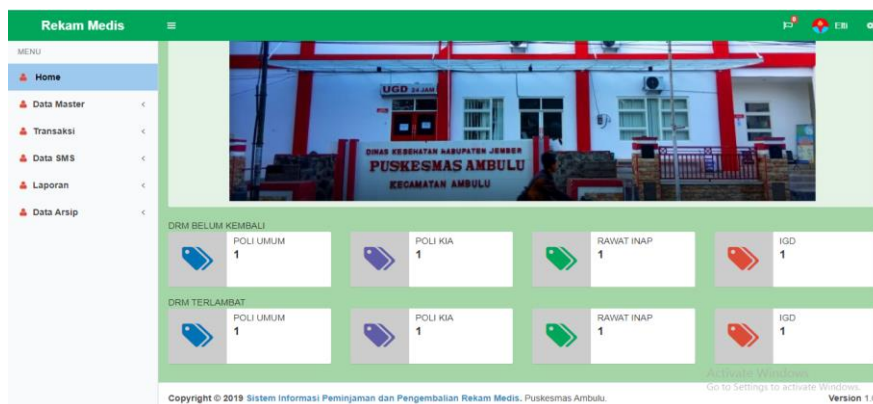 Rekam Medis
Etti
MENU
Home
Data Master
Transaksi
Data SMS
Laporan
Data Arsip
UGD 24 JAM
DINAS KESEHATAN KABUPATEN JEMBER
PUSKESMAS AMBULU
KECAMATAN AMBULU
DRM BELUM KEMBALI
POLI UMUM
1
POLI KIA
1
RAWAT INAP
1
IGD
1
DRM TERLAMBAT
POLI UMUM
1
POLI KIA
1
RAWAT INAP
1
IGD
1
Activate Windows
Go to Settings to activate Windows.
Copyright © 2019 Sistem Informasi Peminjaman dan Pengembalian Rekam Medis. Puskesmas Ambulu.
Version